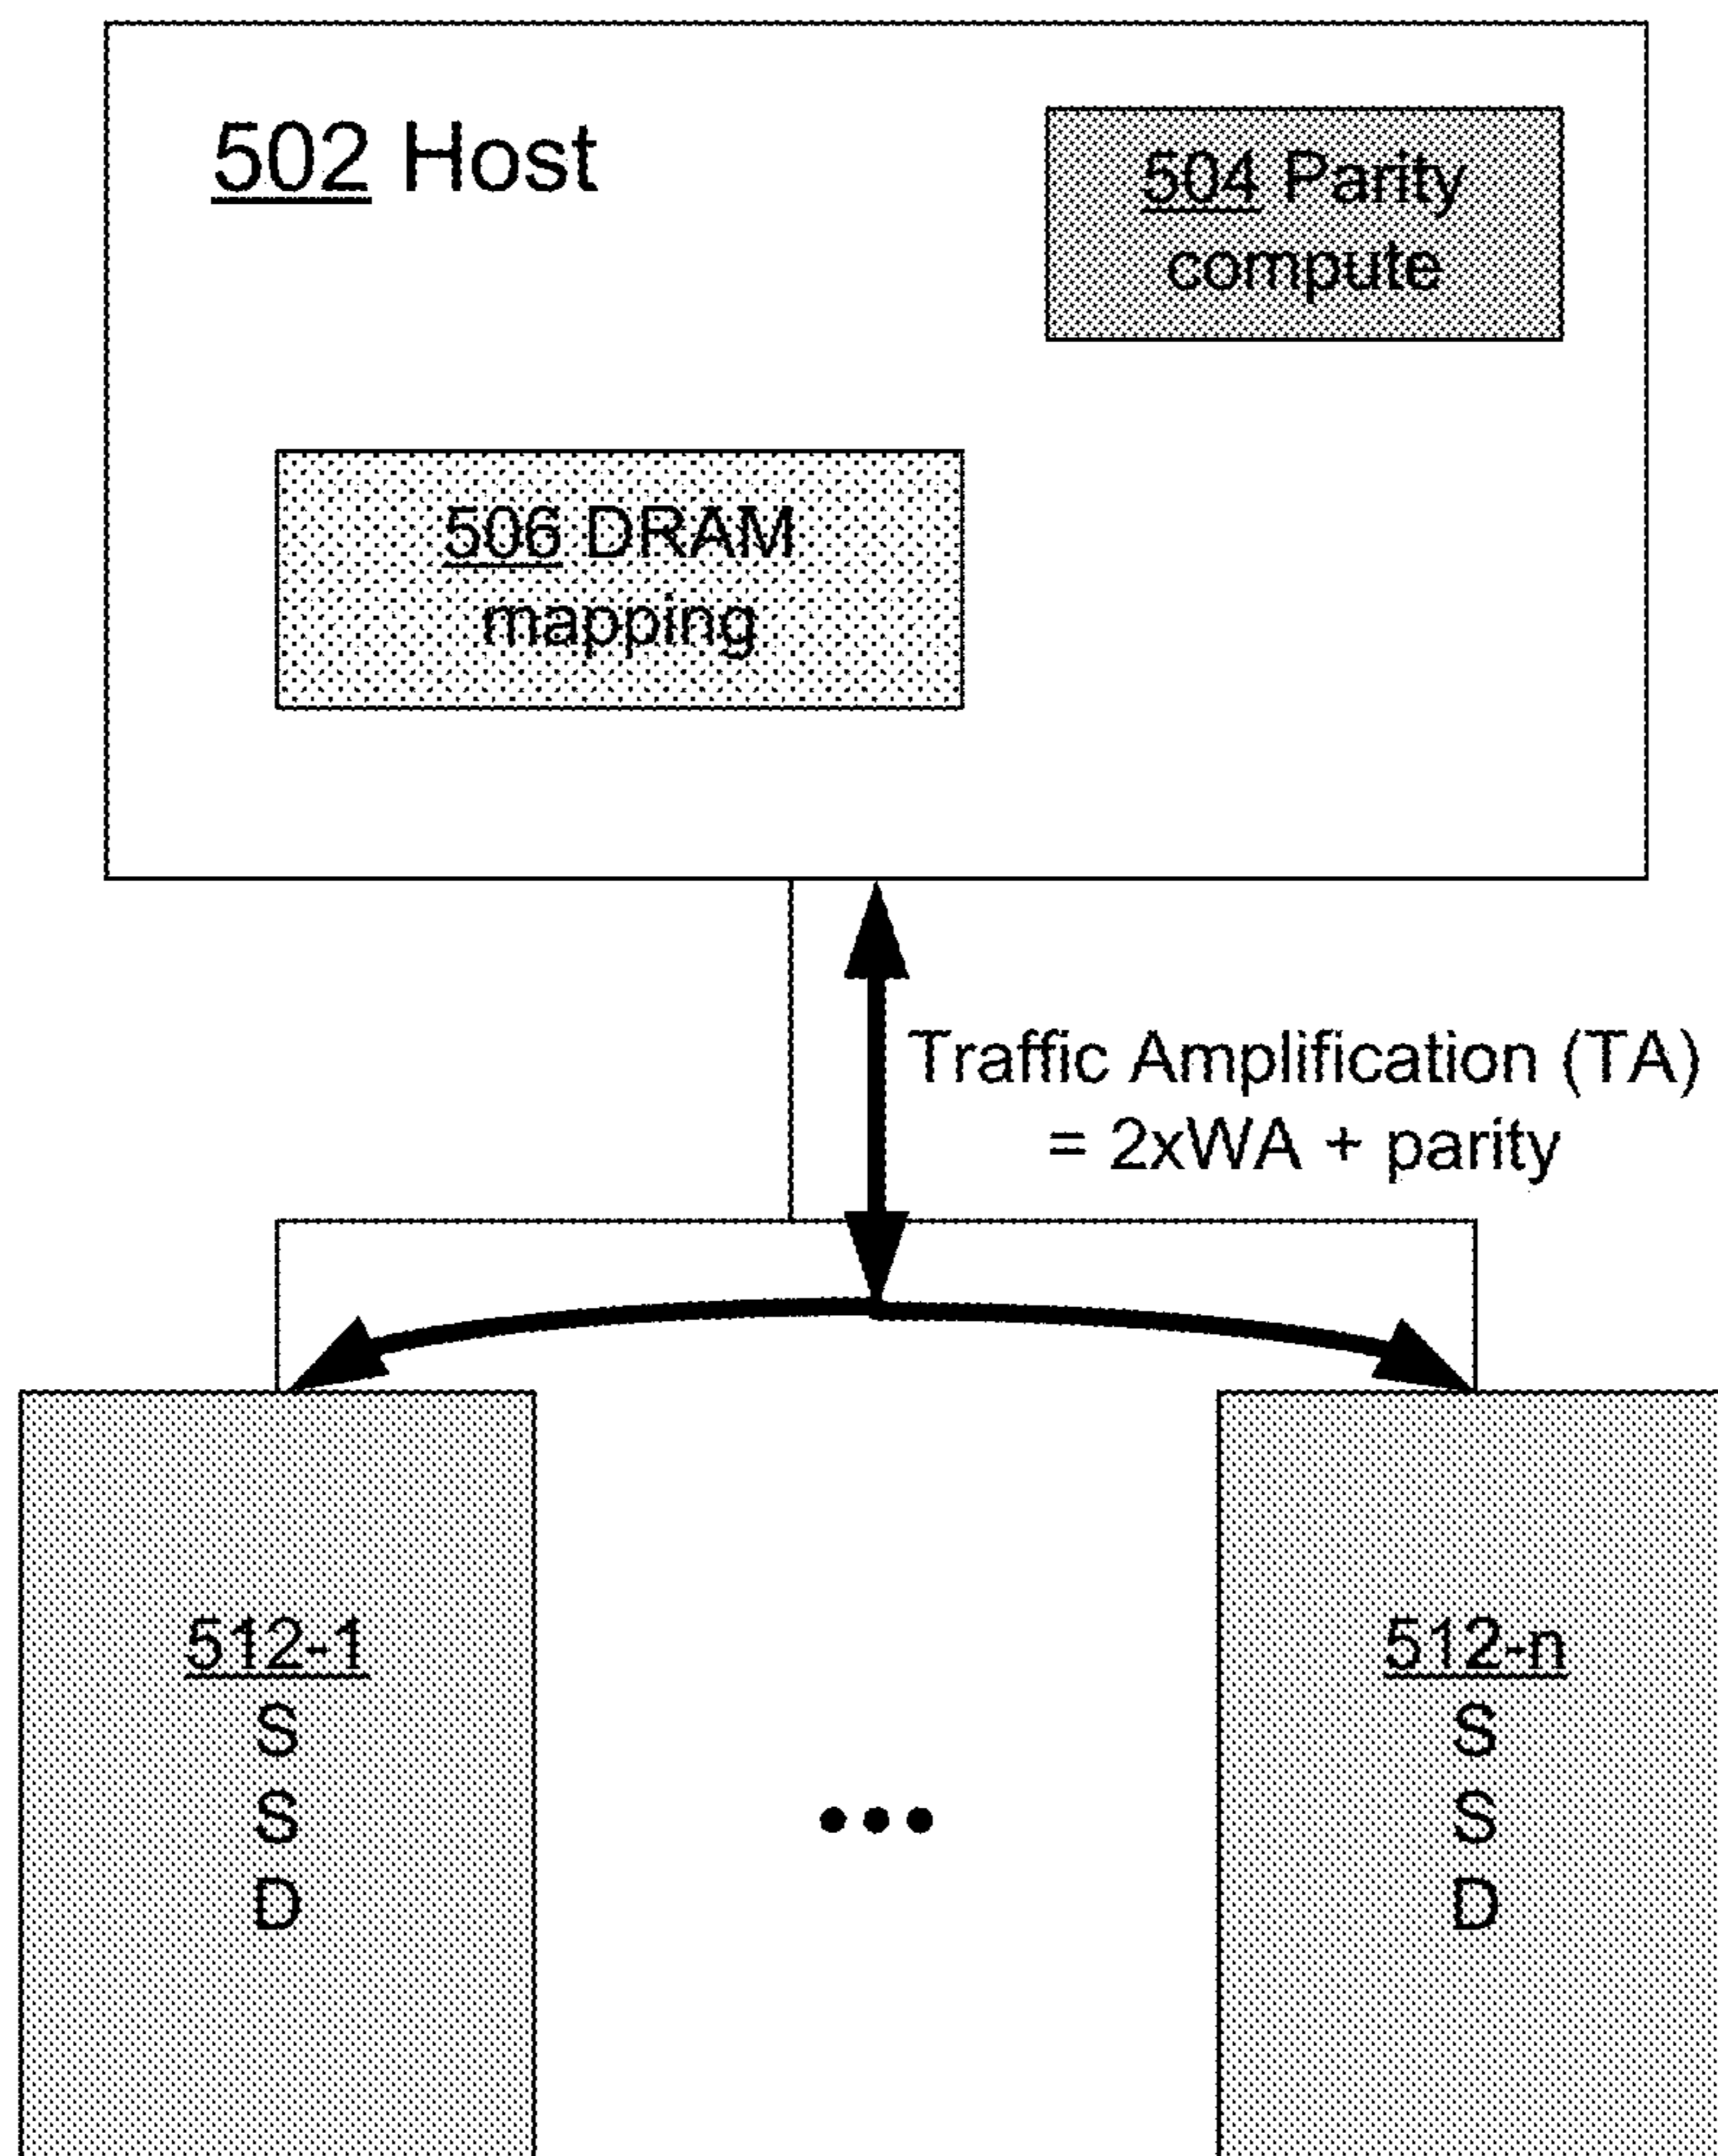 502 Host
504 Parity
compute
506 DRAM
mapping
Traffic Amplification (TA)
= 2xWA + parity
512-1
S
S
D
...
512-n
S
S
D